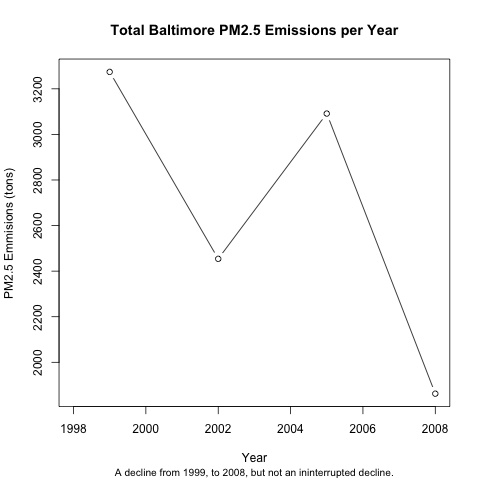 Total Baltimore PM2.5 Emissions per Year
PM2.5 Emmisions (tons)
3200
3000
2800
2600
2400
2200
2000
1998 2000 2002 2004 2006 2008
Year
A decline from 1999, to 2008, but not an ininterrupted decline.